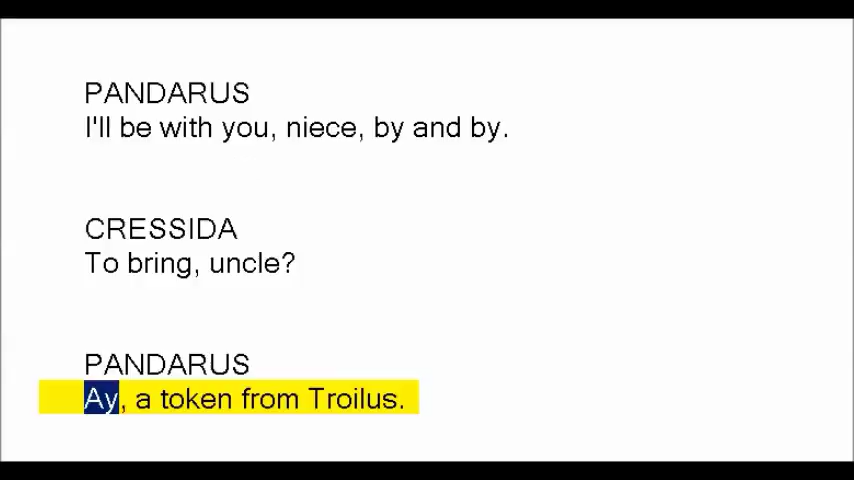 PANDARUS
I'll be with you, niece, by and by.
CRESSIDA
To bring, uncle?
PANDARUS
Ay, a token from Troilus.